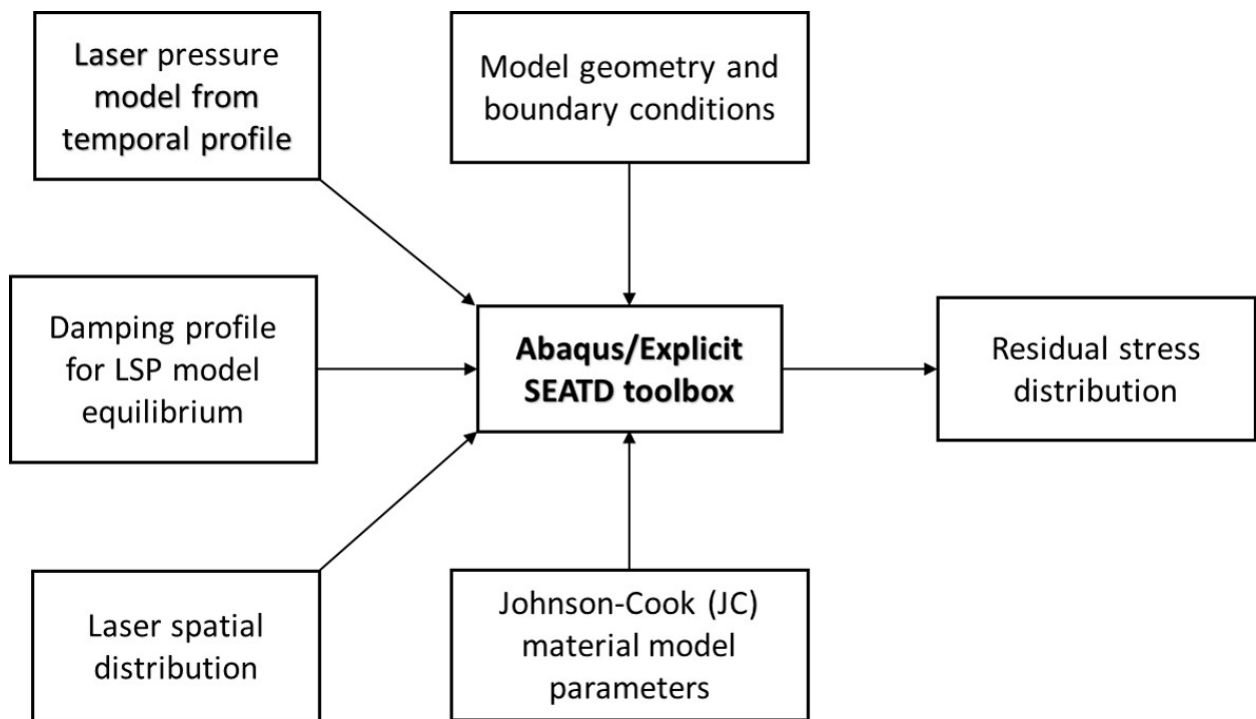 Laser pressure
model from
temporal profile
Model geometry and
boundary conditions
Damping profile
for LSP model
equilibrium
Abaqus/Explicit
SEATD toolbox
Residual stress
distribution
Laser spatial
distribution
Johnson-Cook (JC)
material model
parameters